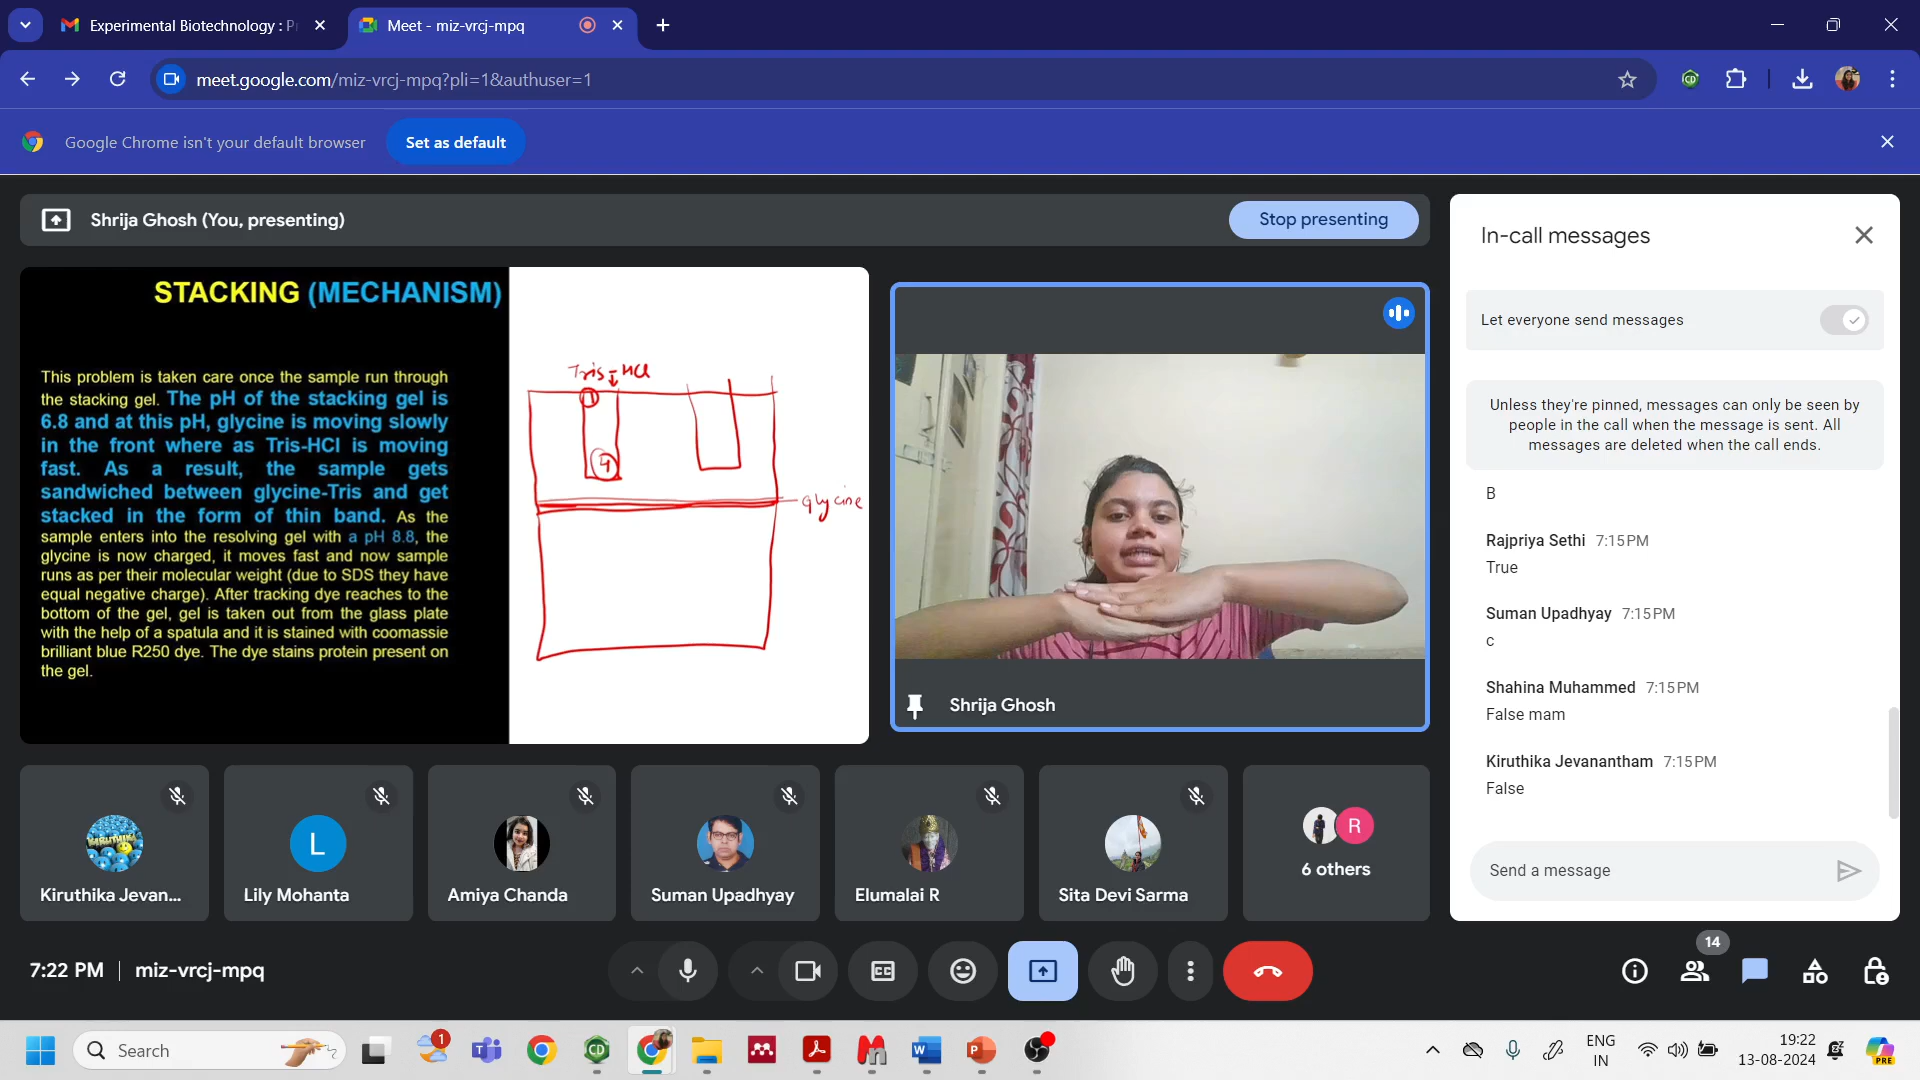 Experimental Biotechnology : Pr
Meet - miz-vrcj-mpq
meet.google.com/miz-vrcj-mpq?pli=1&authuser=1
Google Chrome isn't your default browser
Set as default
Shrija Ghosh (You, presenting)
Stop presenting
STACKING (MECHANISM)
This problem is taken care once the sample run through
the stacking gel. The pH of the stacking gel is
6.8 and at this pH, glycine is moving slowly
in the front where as Tris-HCl is moving
fast. As a result, the sample gets
sandwiched between glycine-Tris and get
stacked in the form of thin band. As the
sample enters into the resolving gel with a pH 8.8, the
glycine is now charged, it moves fast and now sample
runs as per their molecular weight (due to SDS they have
equal negative charge). After tracking dye reaches to the
bottom of the gel, gel is taken out from the glass plate
with the help of a spatula and it is stained with coomassie
brilliant blue R250 dye. The dye stains protein present on
the gel.
Tris-HCl
Glycine
Shrija Ghosh
In-call messages
Let everyone send messages
Unless they're pinned, messages can only be seen by
people in the call when the message is sent. All
messages are deleted when the call ends.
B
Rajpriya Sethi 7:15 PM
True
Suman Upadhyay 7:15 PM
c
Shahina Muhammed 7:15 PM
False mam
Kiruthika Jevanantham 7:15 PM
False
Send a message
Kiruthika Jevan...
L
Lily Mohanta
Amiya Chanda
Suman Upadhyay
Elumalai R
Sita Devi Sarma
R
6 others
7:22 PM | miz-vrcj-mpq
CC
14
Search
1
CD
W
P
ENG
IN
19:22
13-08-2024
PRE